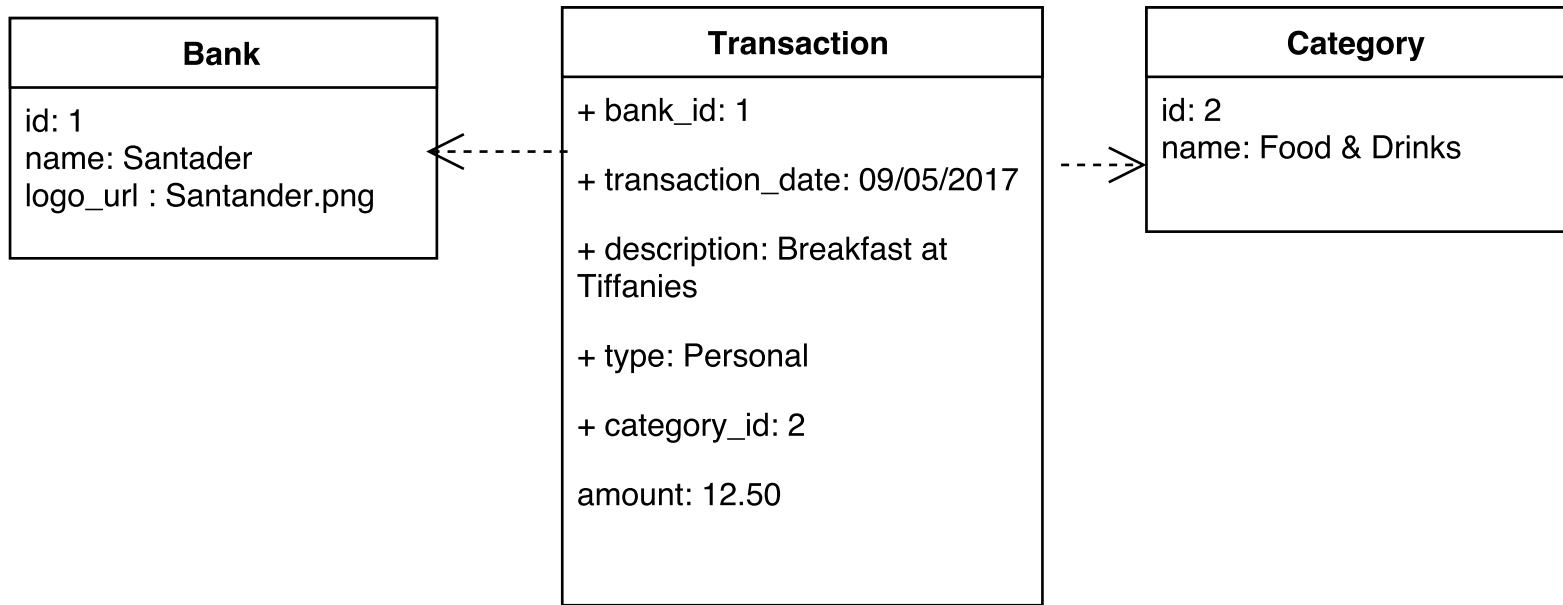 Bank
id: 1
name: Santader
logo_url : Santander.png
Transaction
+ bank_id: 1
+ transaction_date: 09/05/2017
+ description: Breakfast at
Tiffanies
+ type: Personal
+ category_id: 2
amount: 12.50
Category
id: 2
name: Food & Drinks